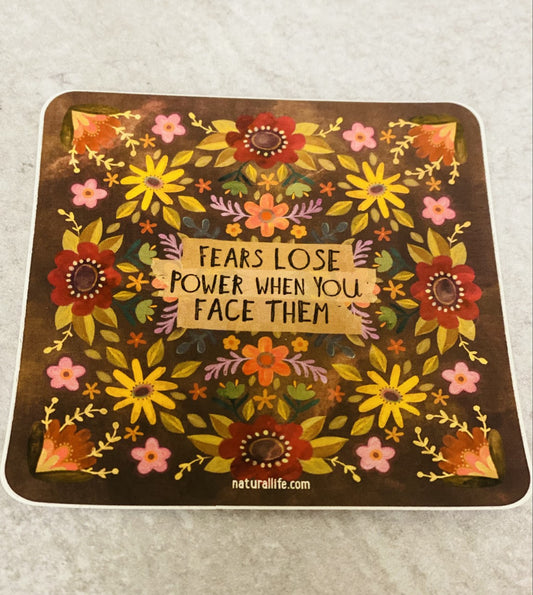 FEARS LOSE
POWER WHEN YOU
FACE THEM
naturallife.com